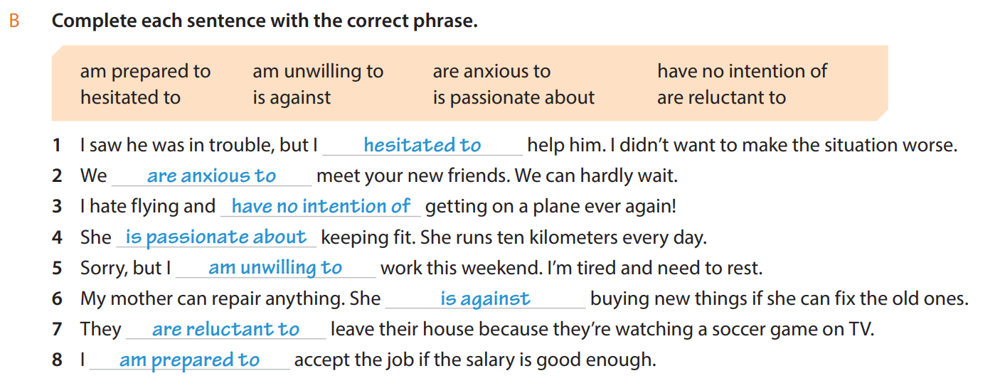 B Complete each sentence with the correct phrase.
am prepared to am unwilling to are anxious to have no intention of
hesitated to is against is passionate about are reluctant to
1 I saw he was in trouble, but I hesitated to help him. I didn't want to make the situation worse.
2 We are anxious to meet your new friends. We can hardly wait.
3 I hate flying and have no intention of getting on a plane ever again!
4 She is passionate about keeping fit. She runs ten kilometers every day.
5 Sorry, but I am unwilling to work this weekend. I'm tired and need to rest.
6 My mother can repair anything. She is against buying new things if she can fix the old ones.
7 They are reluctant to leave their house because they're watching a soccer game on TV.
8 I am prepared to accept the job if the salary is good enough.